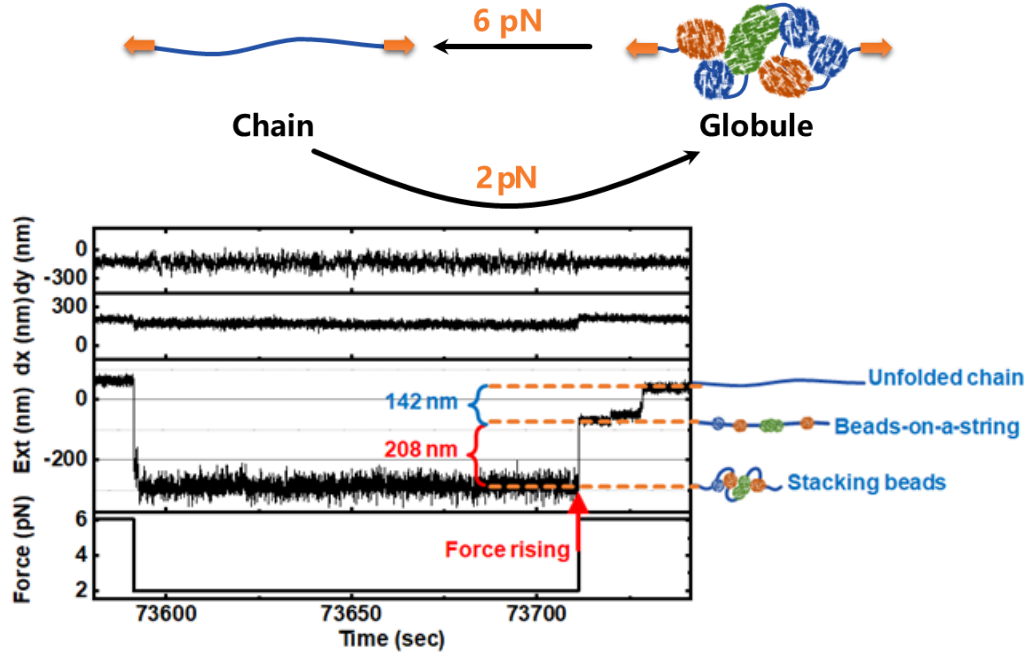 6 pN
Chain
Globule
2 pN
dy (nm)
0
-300
dx (nm)
300
0
Ext (nm)
0
-200
142 nm
208 nm
Unfolded chain
Beads-on-a-string
Stacking beads
Force (pN)
6
4
2
Force rising
73600
73650
73700
Time (sec)